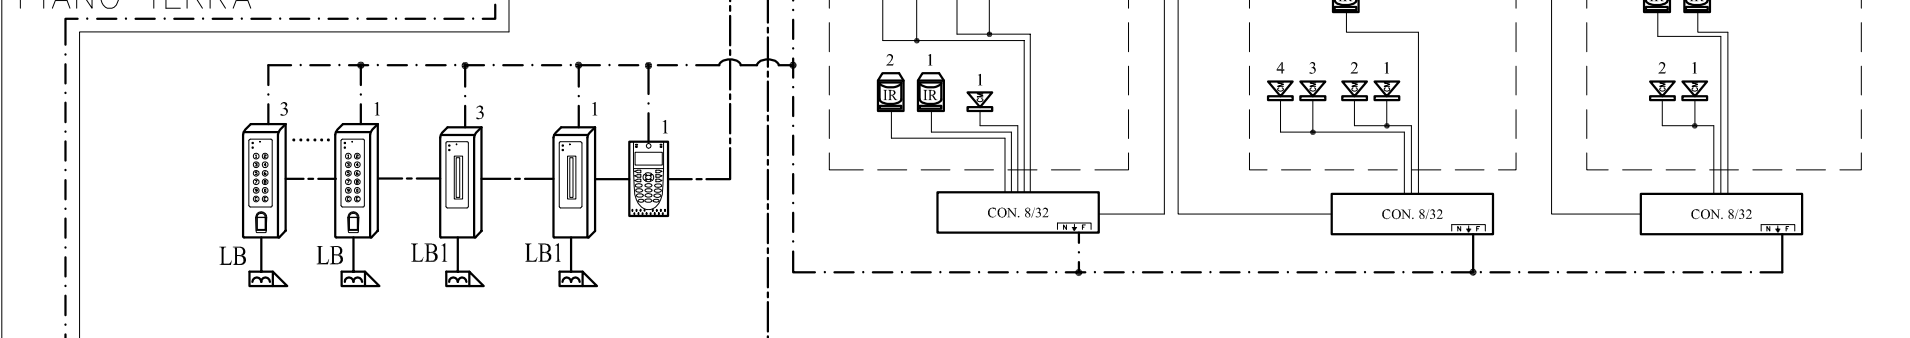 PIANO TERRA
2 1 1
IR IR
4 3 2 1
2 1
3 1 3 1 1
CON. 8/32 CON. 8/32 CON. 8/32
N F N F N F
LB LB LB1 LB1